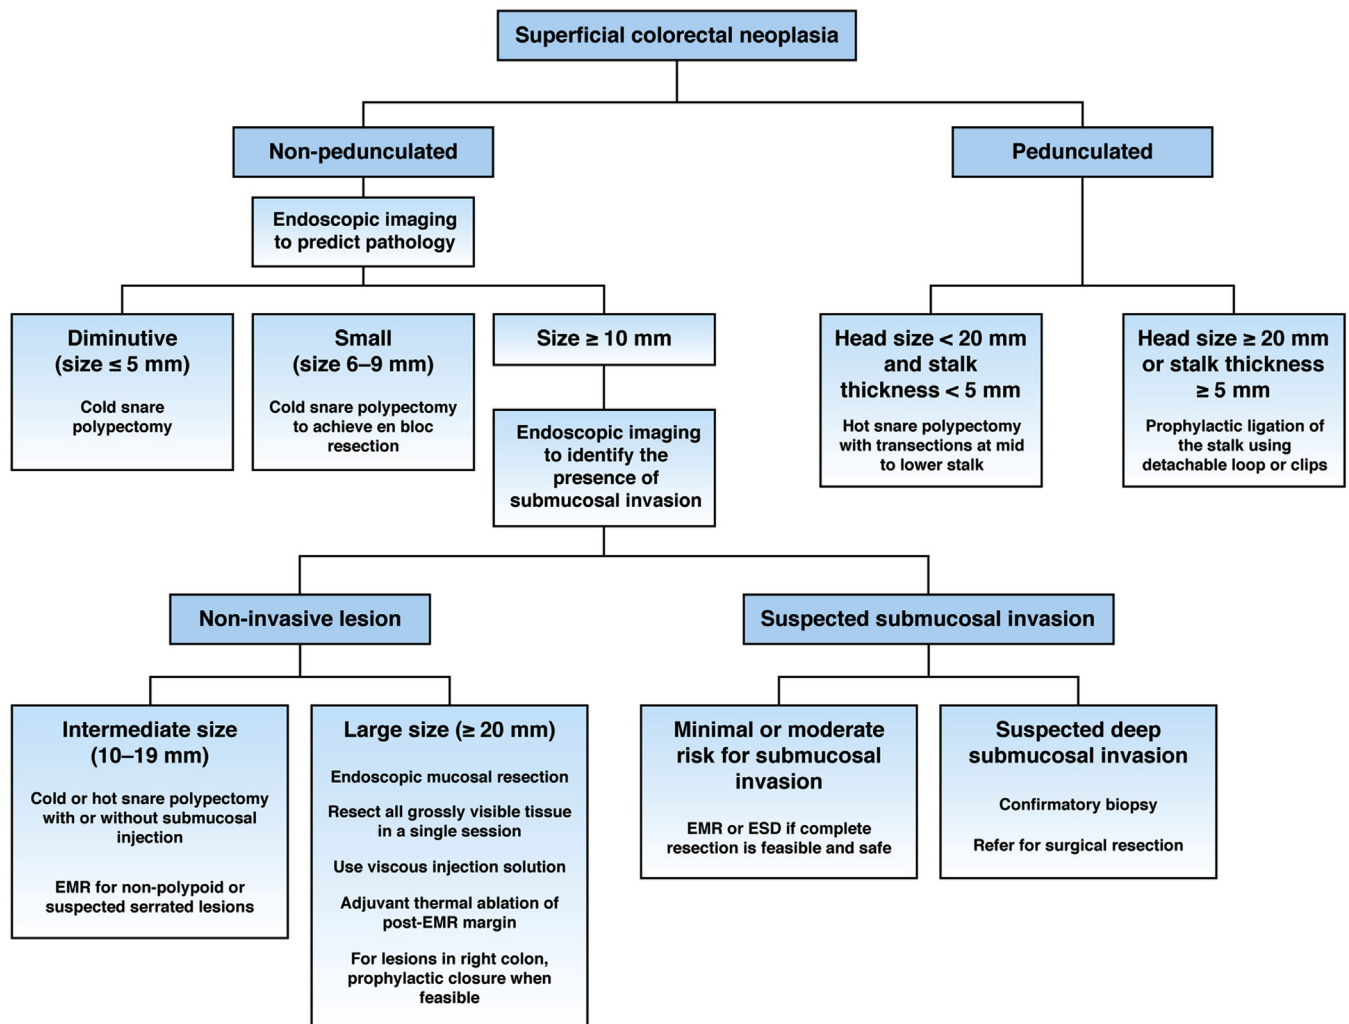 Superficial colorectal neoplasia
Non-pedunculated
Pedunculated
Endoscopic imaging
to predict pathology
Diminutive
(size ≤ 5 mm)
Cold snare
polypectomy
Small
(size 6–9 mm)
Cold snare polypectomy
to achieve en bloc
resection
Size ≥ 10 mm
Endoscopic imaging
to identify the
presence of
submucosal invasion
Head size < 20 mm
and stalk
thickness < 5 mm
Hot snare polypectomy
with transections at mid
to lower stalk
Head size ≥ 20 mm
or stalk thickness
≥ 5 mm
Prophylactic ligation of
the stalk using
detachable loop or clips
Non-invasive lesion
Suspected submucosal invasion
Intermediate size
(10–19 mm)
Cold or hot snare polypectomy
with or without submucosal
injection
EMR for non-polypoid or
suspected serrated lesions
Large size (≥ 20 mm)
Endoscopic mucosal resection
Resect all grossly visible tissue
in a single session
Use viscous injection solution
Adjuvant thermal ablation of
post-EMR margin
For lesions in right colon,
prophylactic closure when
feasible
Minimal or moderate
risk for submucosal
invasion
EMR or ESD if complete
resection is feasible and safe
Suspected deep
submucosal invasion
Confirmatory biopsy
Refer for surgical resection